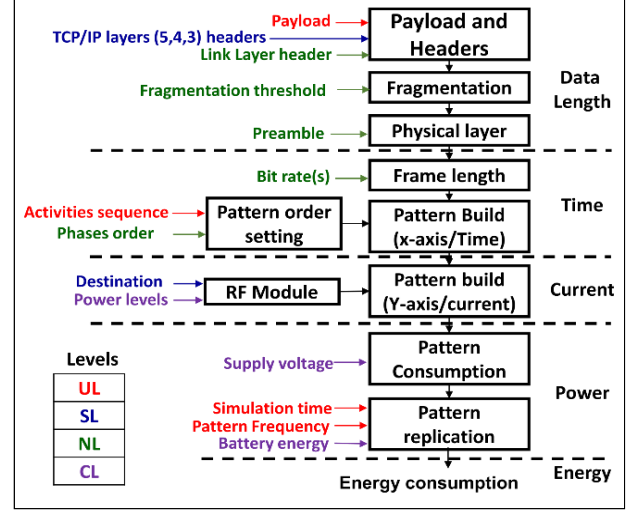 Payload
TCP/IP layers (5,4,3) headers
Link Layer header
Payload and
Headers
Fragmentation threshold
Fragmentation
Data
Length
Preamble
Physical layer
Bit rate(s)
Frame length
Time
Activities sequence
Phases order
Pattern order
setting
Pattern Build
(x-axis/Time)
Destination
Power levels
RF Module
Pattern build
(Y-axis/current)
Current
Supply voltage
Pattern
Consumption
Power
Levels
UL
SL
NL
CL
Simulation time
Pattern Frequency
Battery energy
Pattern
replication
Energy
Energy consumption